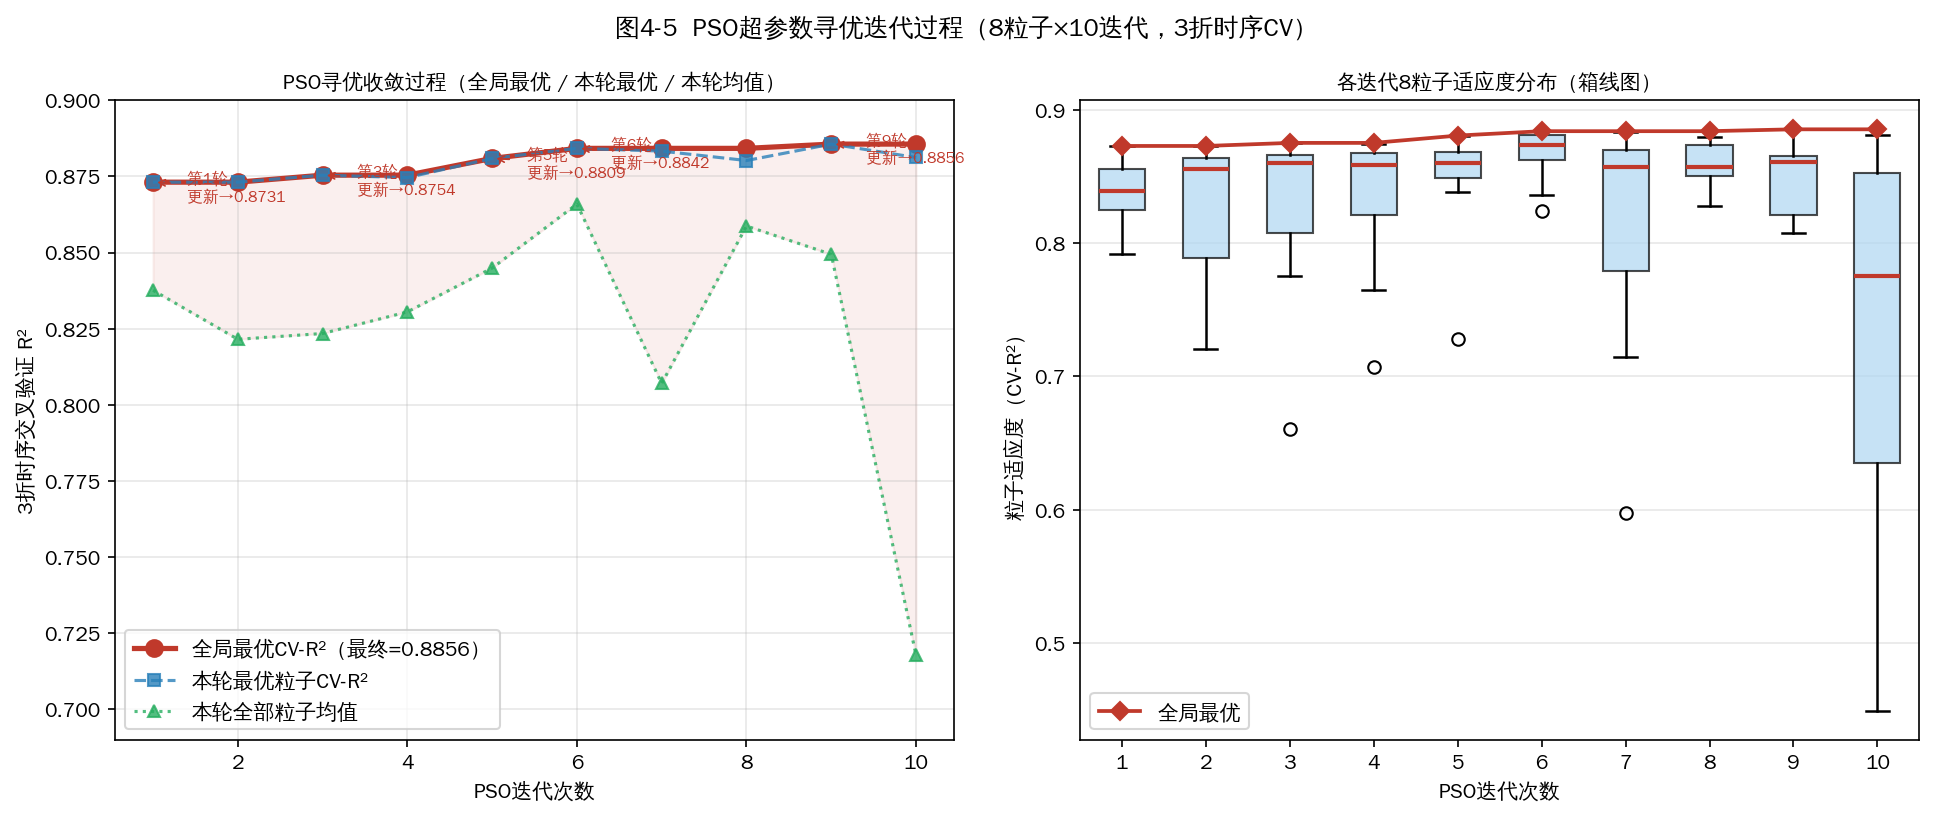 图4-5 PSO超参数寻优迭代过程（8粒子×10迭代，3折时序CV）
PSO寻优收敛过程（全局最优 / 本轮最优 / 本轮均值）
3折时序交叉验证 R²
0.900
0.875
0.850
0.825
0.800
0.775
0.750
0.725
0.700
第1轮
更新→0.8731
第3轮
更新→0.8754
第5轮
更新→0.8809
第6轮
更新→0.8842
第9轮
更新→0.8856
全局最优CV-R²（最终=0.8856）
本轮最优粒子CV-R²
本轮全部粒子均值
2 4 6 8 10
PSO迭代次数
各迭代8粒子适应度分布（箱线图）
粒子适应度（CV-R²）
0.9
0.8
0.7
0.6
0.5
全局最优
1 2 3 4 5 6 7 8 9 10
PSO迭代次数